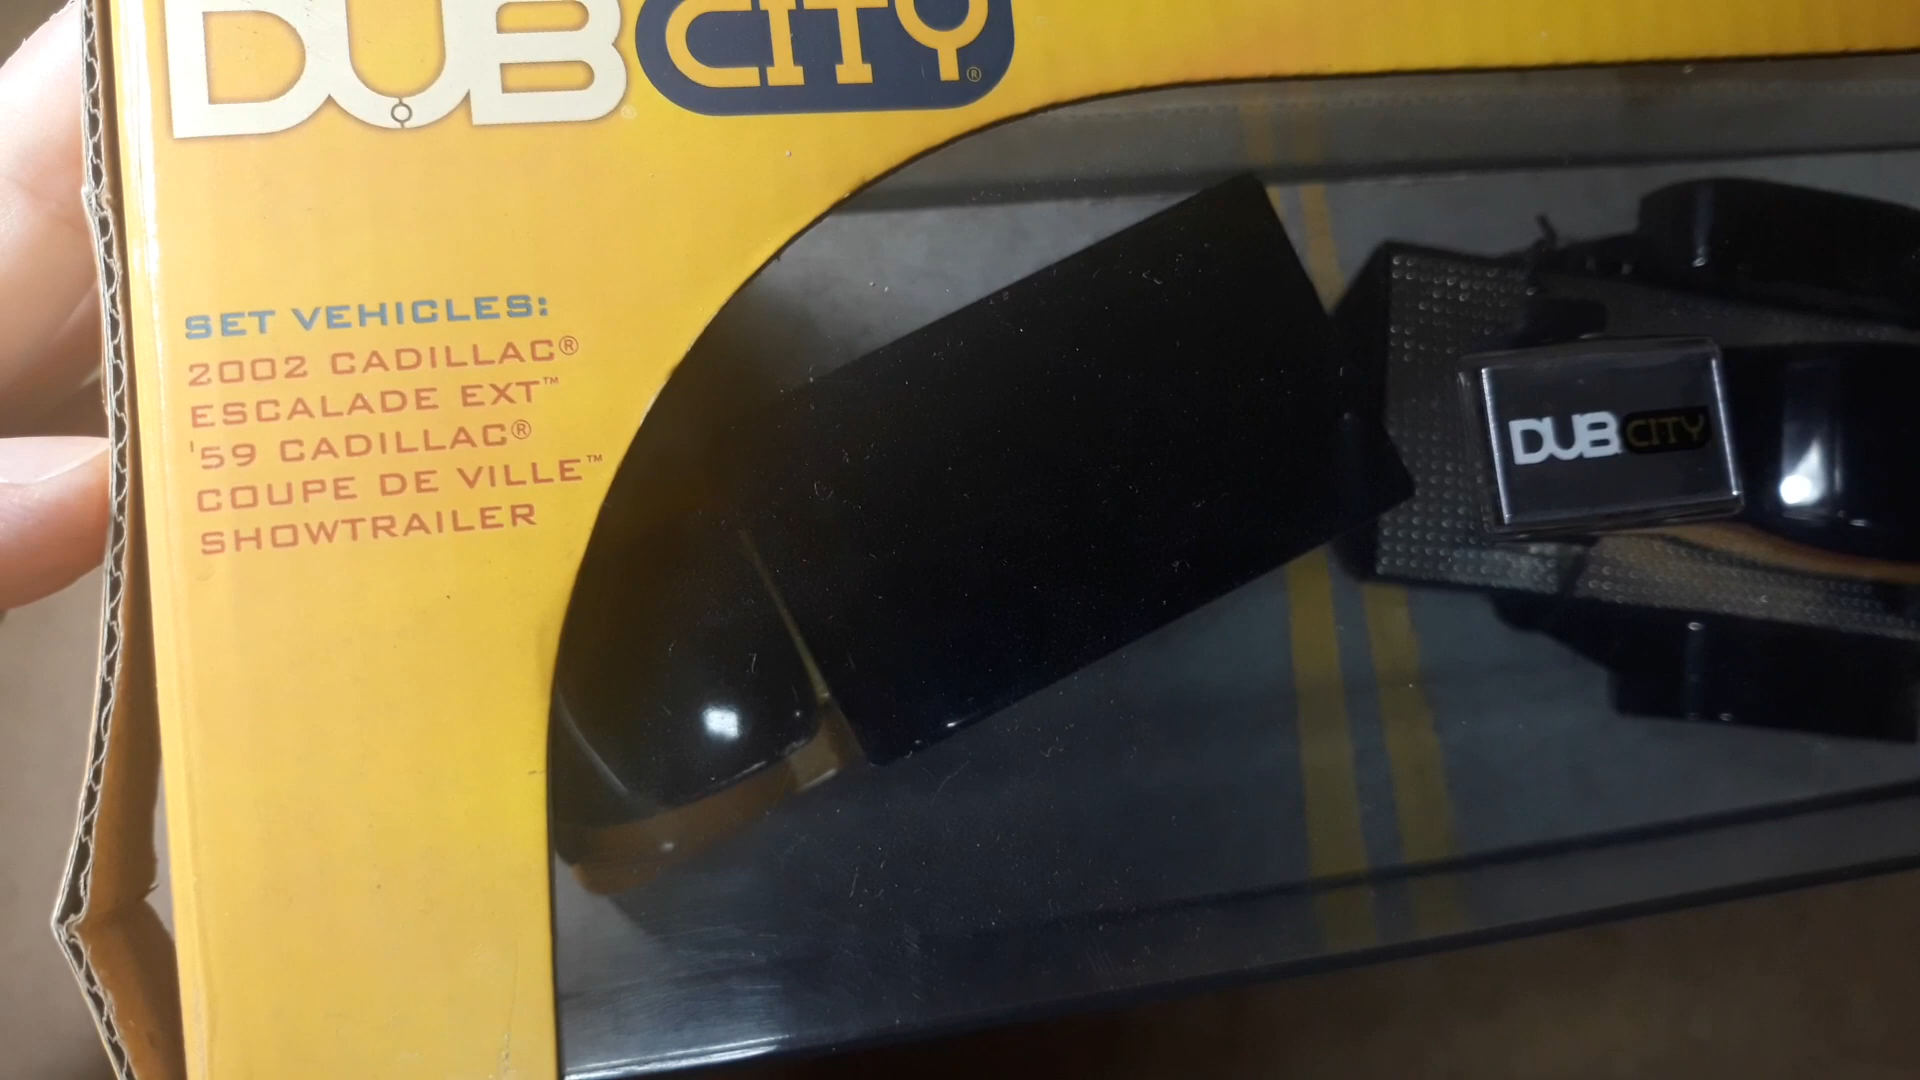 DUB® CITY®
SET VEHICLES:
2002 CADILLAC®
ESCALADE EXT™
'59 CADILLAC®
COUPE DE VILLE™
SHOWTRAILER
DUB CITY